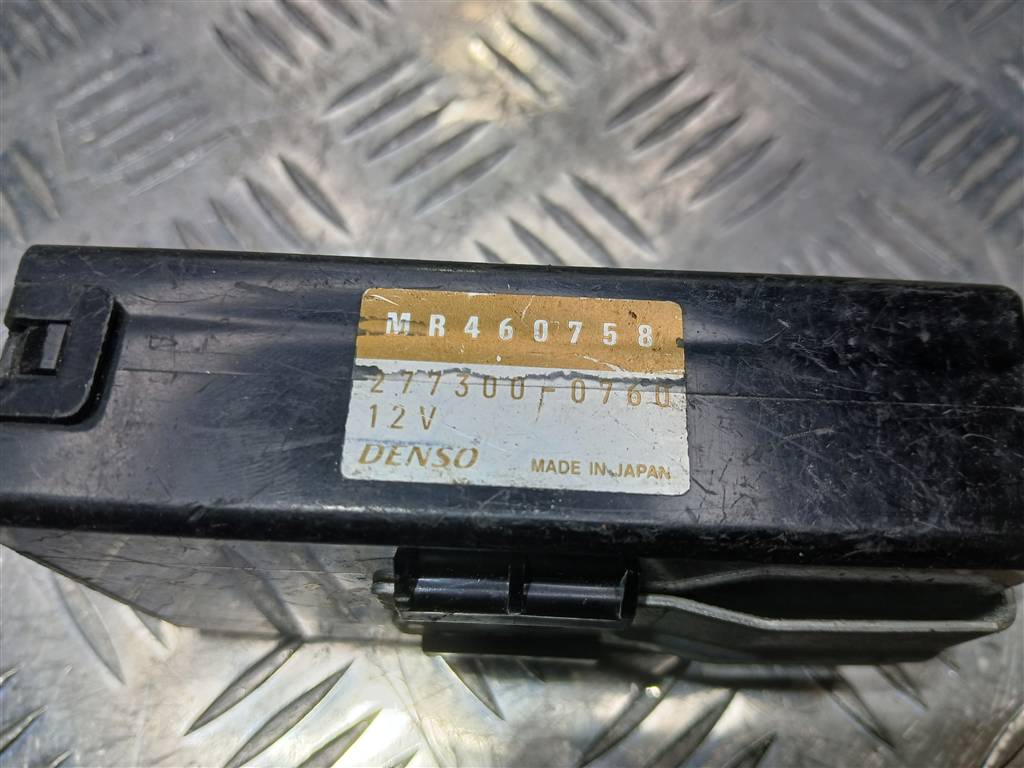 MR460758
277300-0760
12V
DENSO MADE IN JAPAN